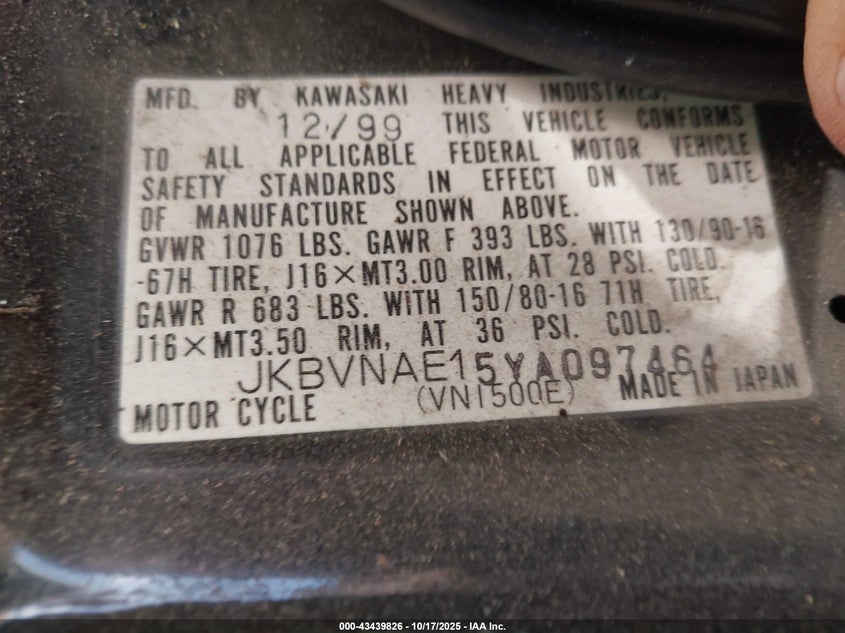 MFD. BY KAWASAKI HEAVY INDUSTRIES,
12/99 THIS VEHICLE CONFORMS
TO ALL APPLICABLE FEDERAL MOTOR VEHICLE
SAFETY STANDARDS IN EFFECT ON THE DATE
OF MANUFACTURE SHOWN ABOVE.
GVWR 1076 LBS. GAWR F 393 LBS. WITH 130/90-16
-67H TIRE, J16×MT3.00 RIM, AT 28 PSI. COLD.
GAWR R 683 LBS. WITH 150/80-16 71H TIRE,
J16×MT3.50 RIM, AT 36 PSI. COLD.
JKBVNAE15YA097464
MOTOR CYCLE (VN1500E) MADE IN JAPAN
000-43439826 - 10/17/2025 - IAA Inc.